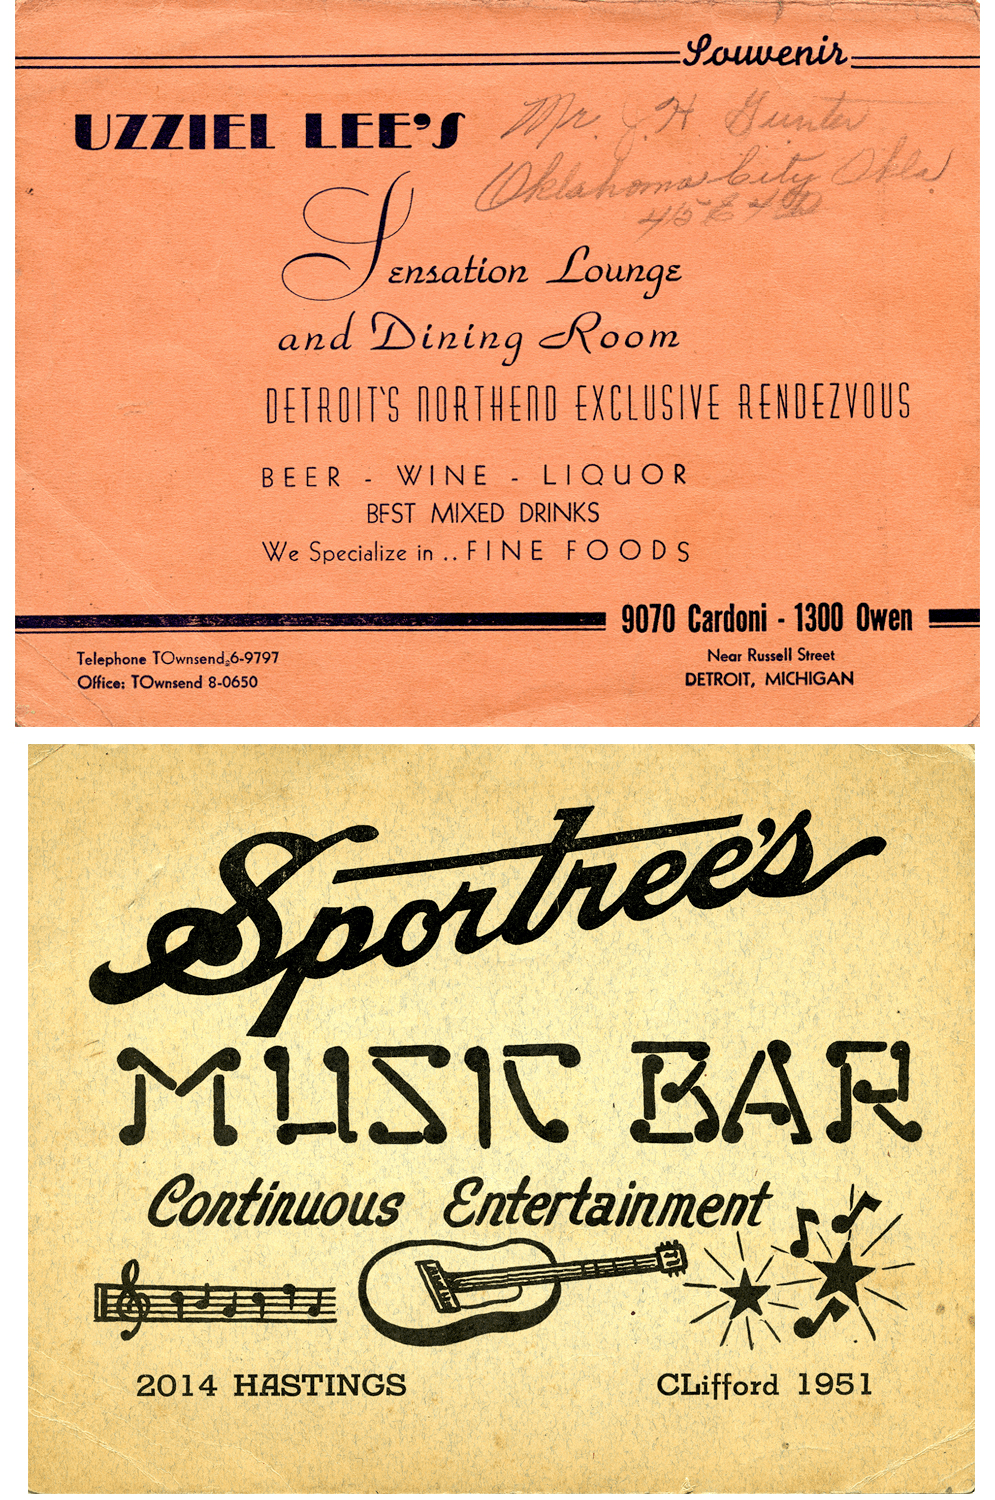 Souvenir
UZZIEL LEE'S
Mr. J. H Gunter
Oklahoma City Okla.
Sensation Lounge
and Dining Room
DETROIT'S NORTHEND EXCLUSIVE RENDEZVOUS
BEER - WINE - LIQUOR
BEST MIXED DRINKS
We Specialize in .. FINE FOODS
9070 Cardoni - 1300 Owen
Telephone TOwnsend 6-9797
Near Russell Street
Office: TOwnsend 8-0650
DETROIT, MICHIGAN
Sportree's
MUSIC BAR
Continuous Entertainment
2014 HASTINGS
CLifford 1951